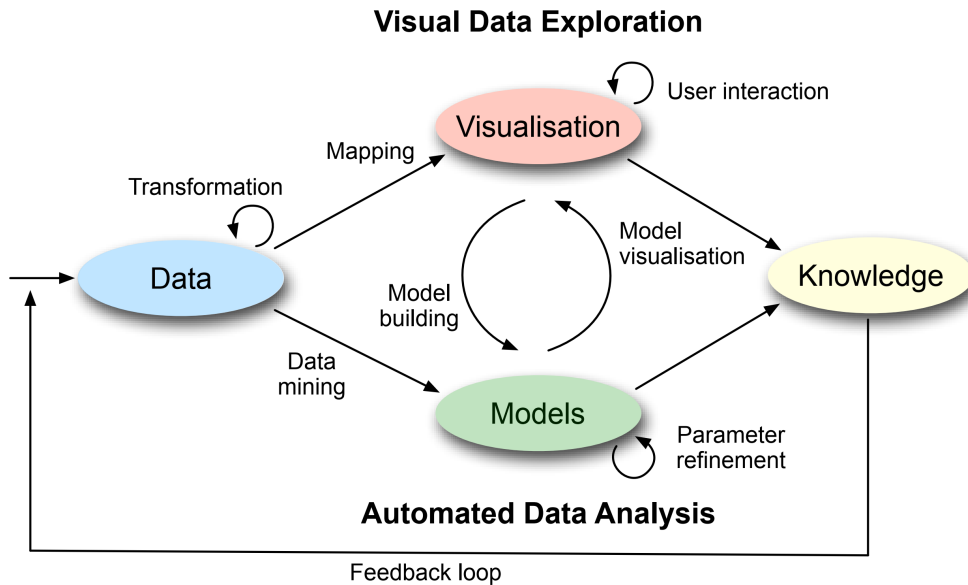 Visual Data Exploration
User interaction
Visualisation
Mapping
Transformation
Model
visualisation
Data
Knowledge
Model
building
Data
mining
Models
Parameter
refinement
Automated Data Analysis
Feedback loop